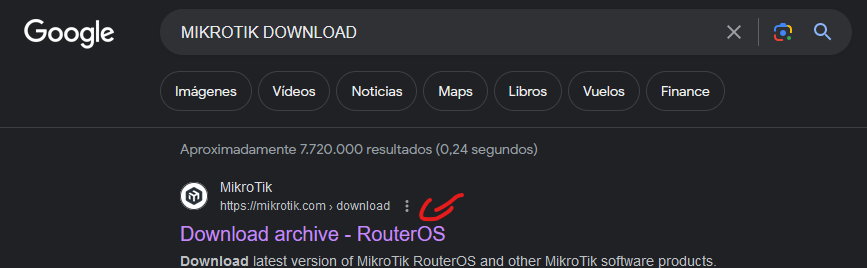 Google MIKROTIK DOWNLOAD
Imágenes Vídeos Noticias Maps Libros Vuelos Finance
Aproximadamente 7.720.000 resultados (0,24 segundos)
MikroTik
https://mikrotik.com › download
Download archive - RouterOS
Download latest version of MikroTik RouterOS and other MikroTik software products.